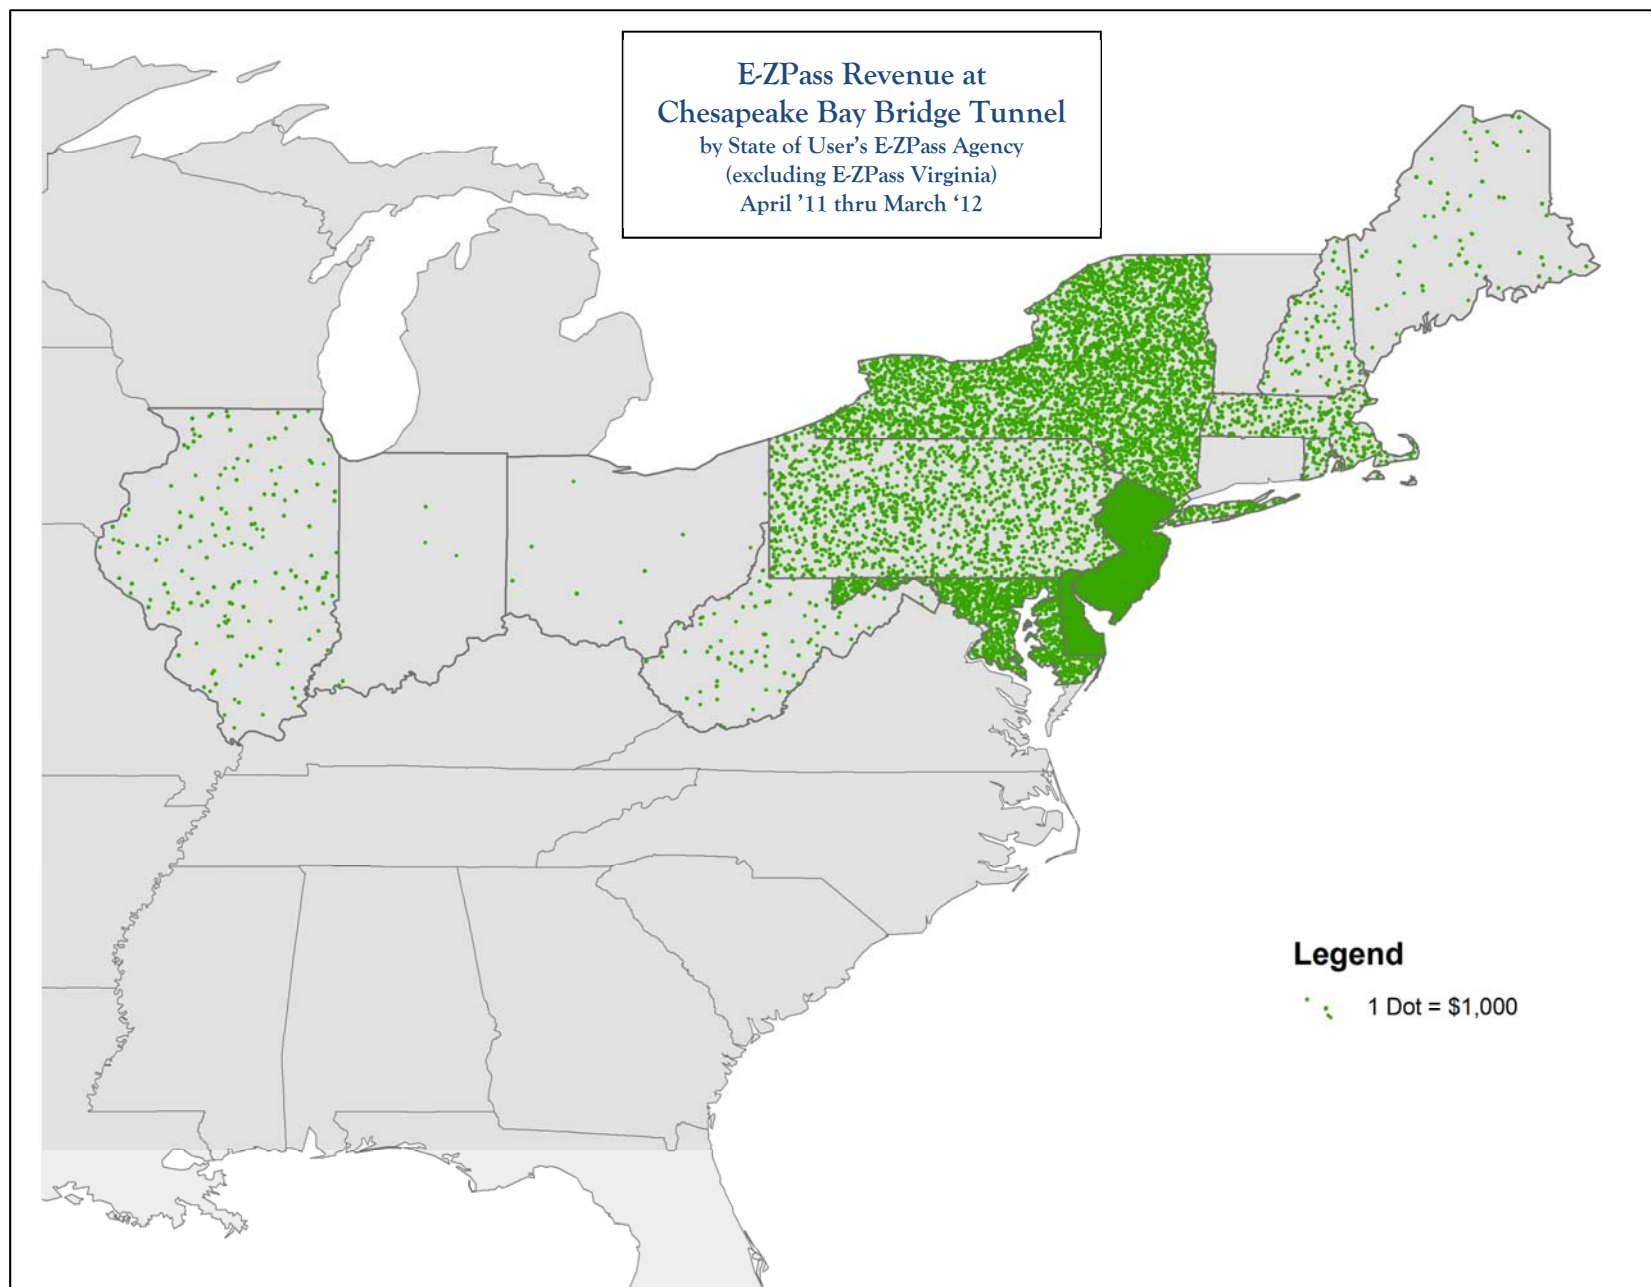 E-ZPass Revenue at
Chesapeake Bay Bridge Tunnel
by State of User’s E-ZPass Agency
(excluding E-ZPass Virginia)
April ’11 thru March ‘12
Legend
1 Dot = $1,000